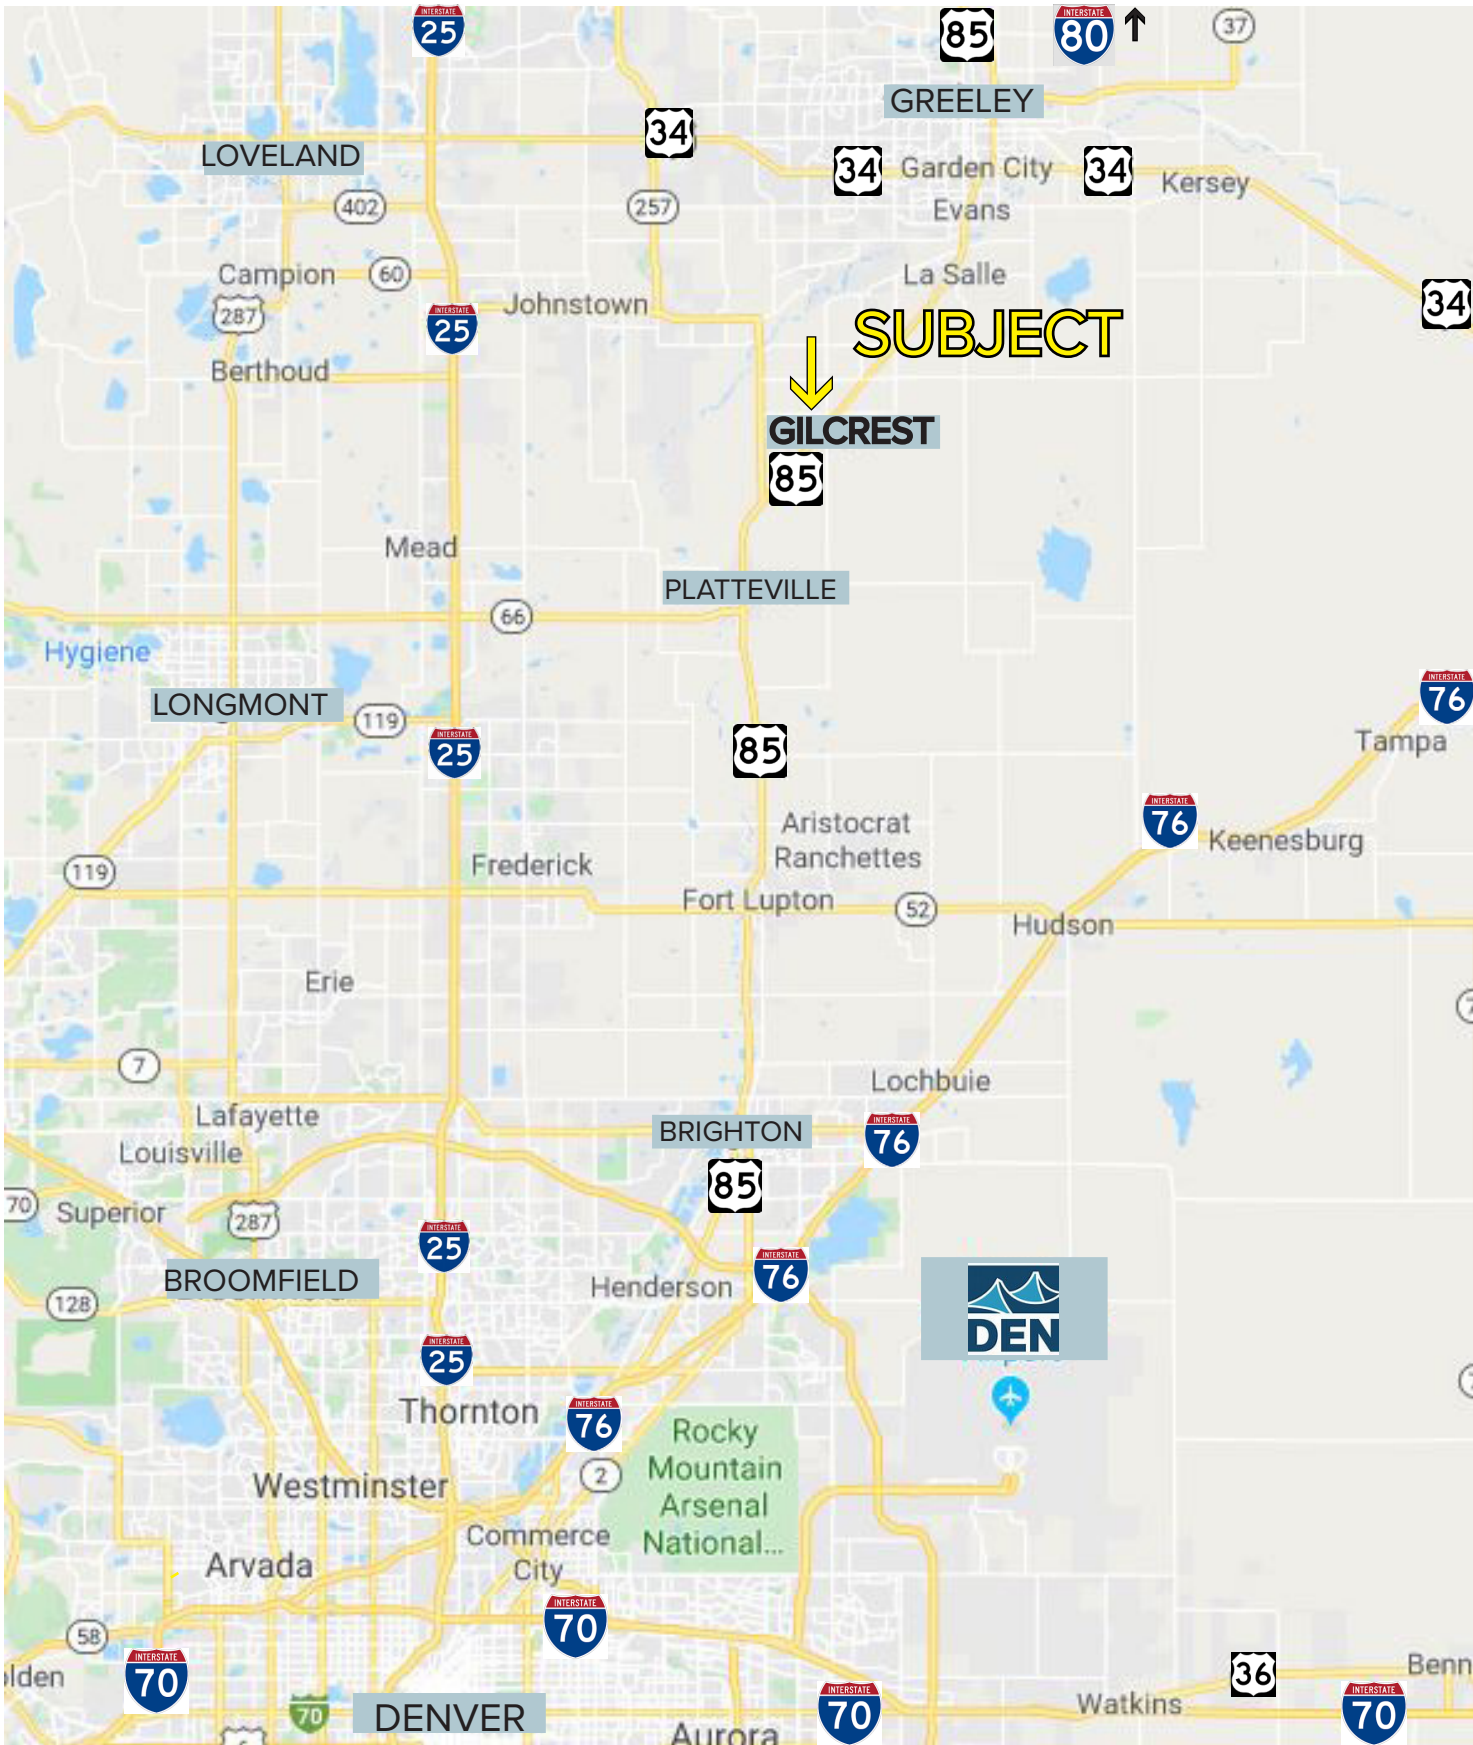 INTERSTATE
25
85
INTERSTATE
80
37
GREELEY
34
LOVELAND
34
Garden City
34
Kersey
402
257
Evans
Campion
60
La Salle
287
INTERSTATE
25
Johnstown
34
SUBJECT
Berthoud
GILCREST
85
Mead
PLATTEVILLE
66
Hygiene
LONGMONT
119
INTERSTATE
76
INTERSTATE
25
85
Tampa
INTERSTATE
76
Aristocrat
Ranchettes
Keenesburg
119
Frederick
Fort Lupton
52
Hudson
Erie
7
7
Lochbuie
Lafayette
BRIGHTON
INTERSTATE
76
Louisville
85
70
Superior
287
INTERSTATE
25
BROOMFIELD
Henderson
INTERSTATE
76
128
DEN
INTERSTATE
25
Thornton
INTERSTATE
76
Rocky
Mountain
Arsenal
National...
2
Westminster
Commerce
City
Arvada
INTERSTATE
70
58
olden
INTERSTATE
70
36
Benn
70
DENVER
Aurora
INTERSTATE
70
Watkins
INTERSTATE
70